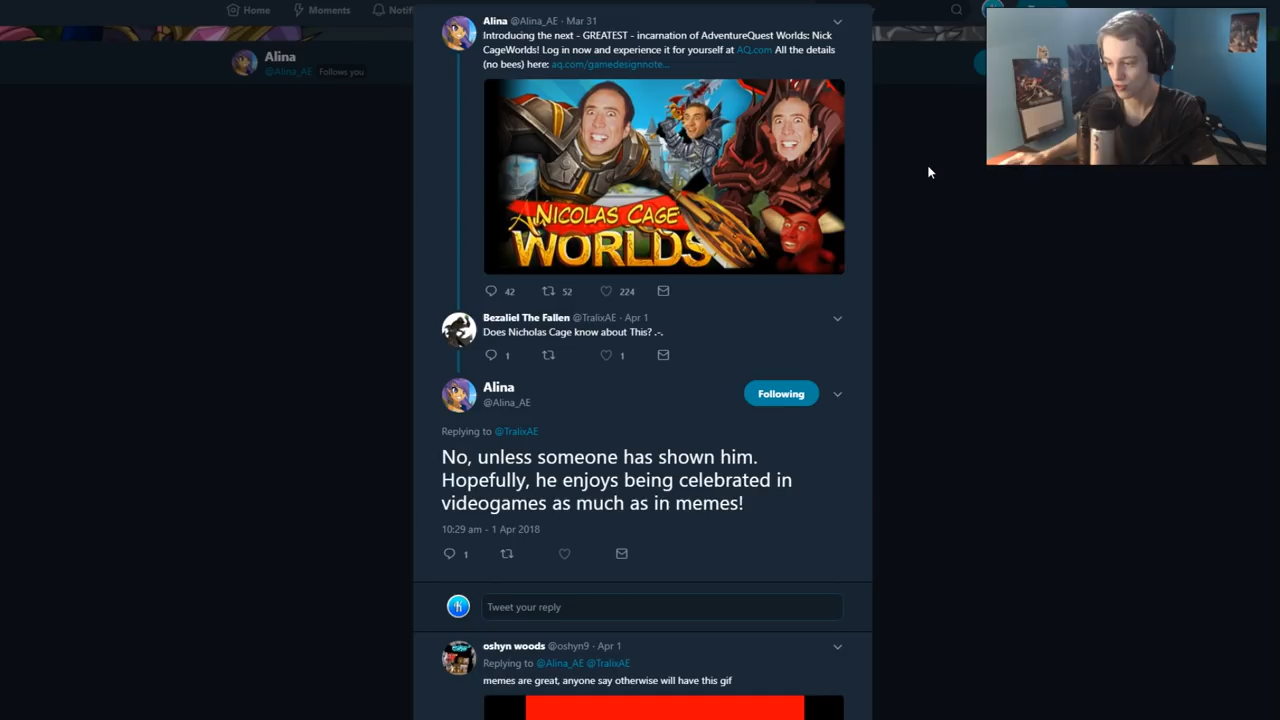 Home
Moments
Alina @Alina_AE · Mar 31
Introducing the next - GREATEST - incarnation of AdventureQuest Worlds: Nick
CageWorlds! Log in now and experience it for yourself at AQ.com All the details
(no bees) here: aq.com/gamedesignnote...
Alina
@Alina_AE Follows you
NICOLAS CAGE
WORLDS
42 52 224
Bezaliel The Fallen @TralixAE · Apr 1
Does Nicholas Cage know about This? .-.
1 1
Alina
@Alina_AE
Following
Replying to @TralixAE
No, unless someone has shown him.
Hopefully, he enjoys being celebrated in
videogames as much as in memes!
10:29 am - 1 Apr 2018
1
Tweet your reply
oshyn woods @oshyn9 · Apr 1
Replying to @Alina_AE @TralixAE
memes are great, anyone say otherwise will have this gif